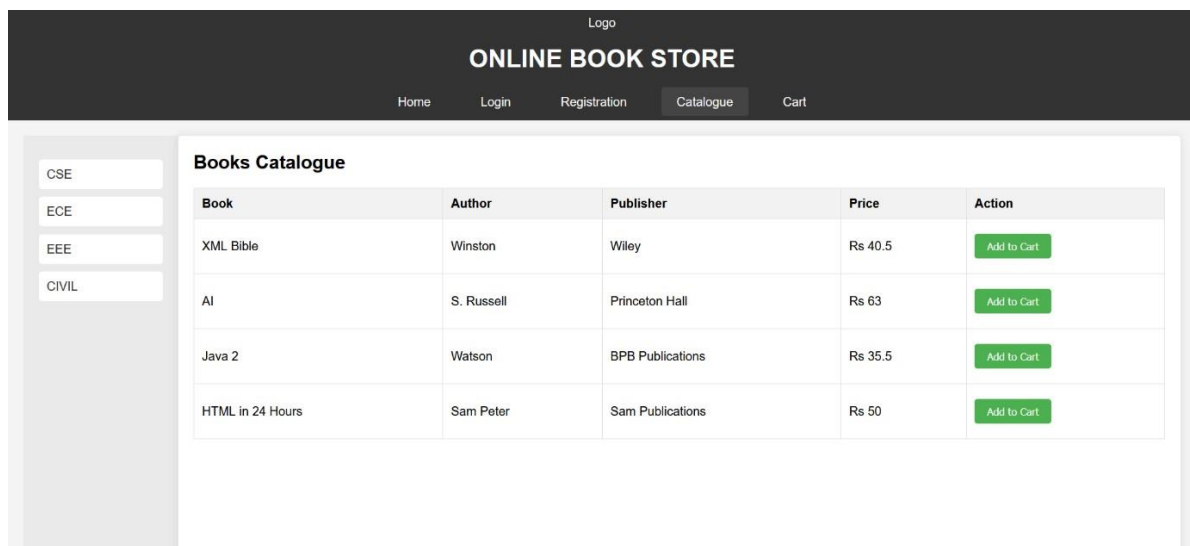 Logo
ONLINE BOOK STORE
Home Login Registration Catalogue Cart
CSE
ECE
EEE
CIVIL
Books Catalogue
Book Author Publisher Price Action
XML Bible Winston Wiley Rs 40.5 Add to Cart
AI S. Russell Princeton Hall Rs 63 Add to Cart
Java 2 Watson BPB Publications Rs 35.5 Add to Cart
HTML in 24 Hours Sam Peter Sam Publications Rs 50 Add to Cart